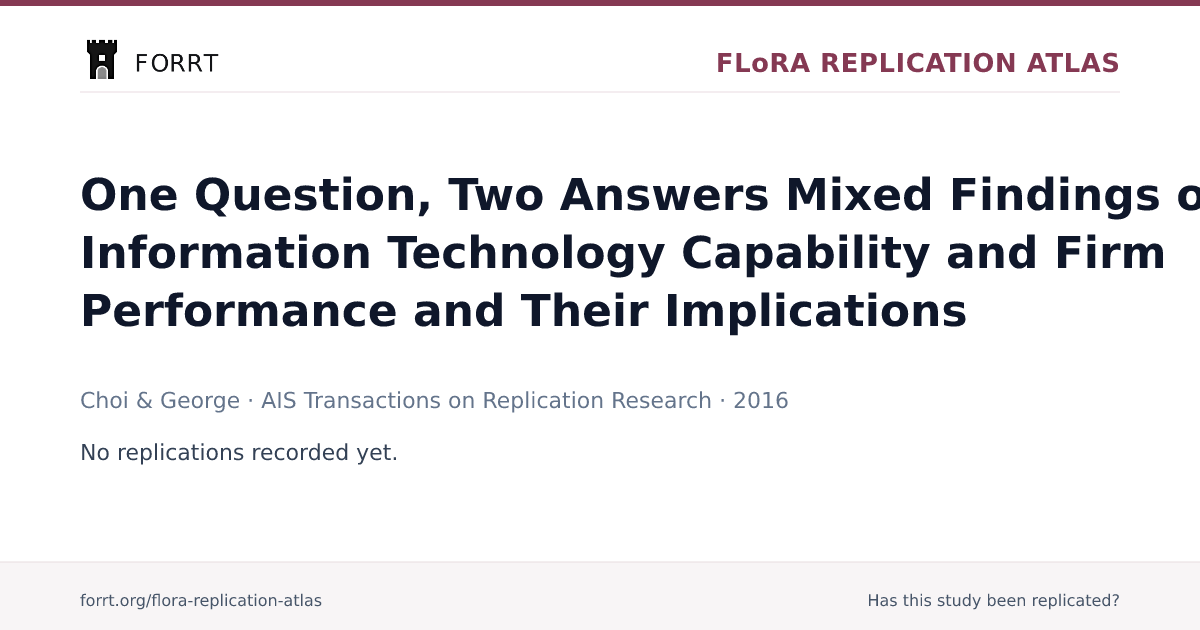 FORRT
FLoRA REPLICATION ATLAS
One Question, Two Answers Mixed Findings
Information Technology Capability and Firm
Performance and Their Implications
Choi & George · AIS Transactions on Replication Research · 2016
No replications recorded yet.
forrt.org/flora-replication-atlas
Has this study been replicated?